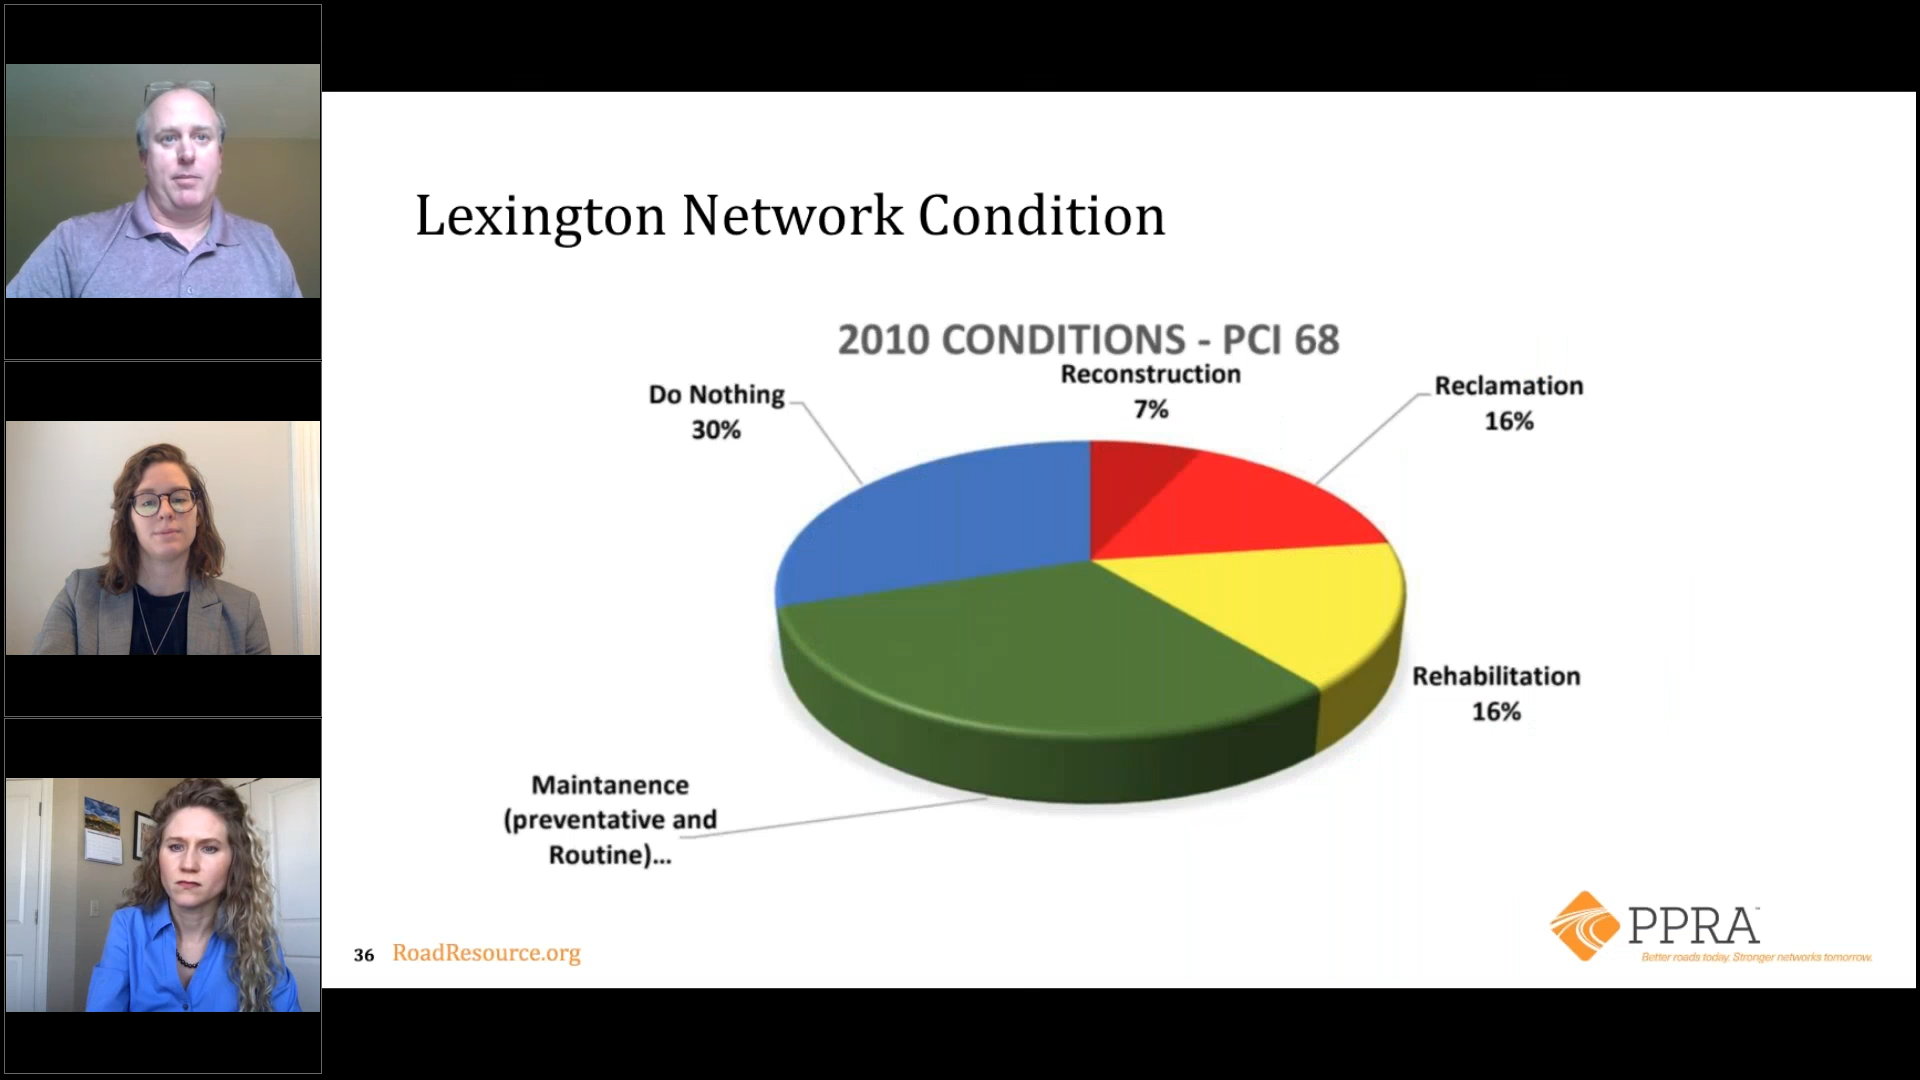 Lexington Network Condition
2010 CONDITIONS - PCI 68
Do Nothing
30%
Reconstruction
7%
Reclamation
16%
Rehabilitation
16%
Maintanence
(preventative and
Routine)...
36 RoadResource.org
PPRA™
Better roads today. Stronger networks tomorrow.